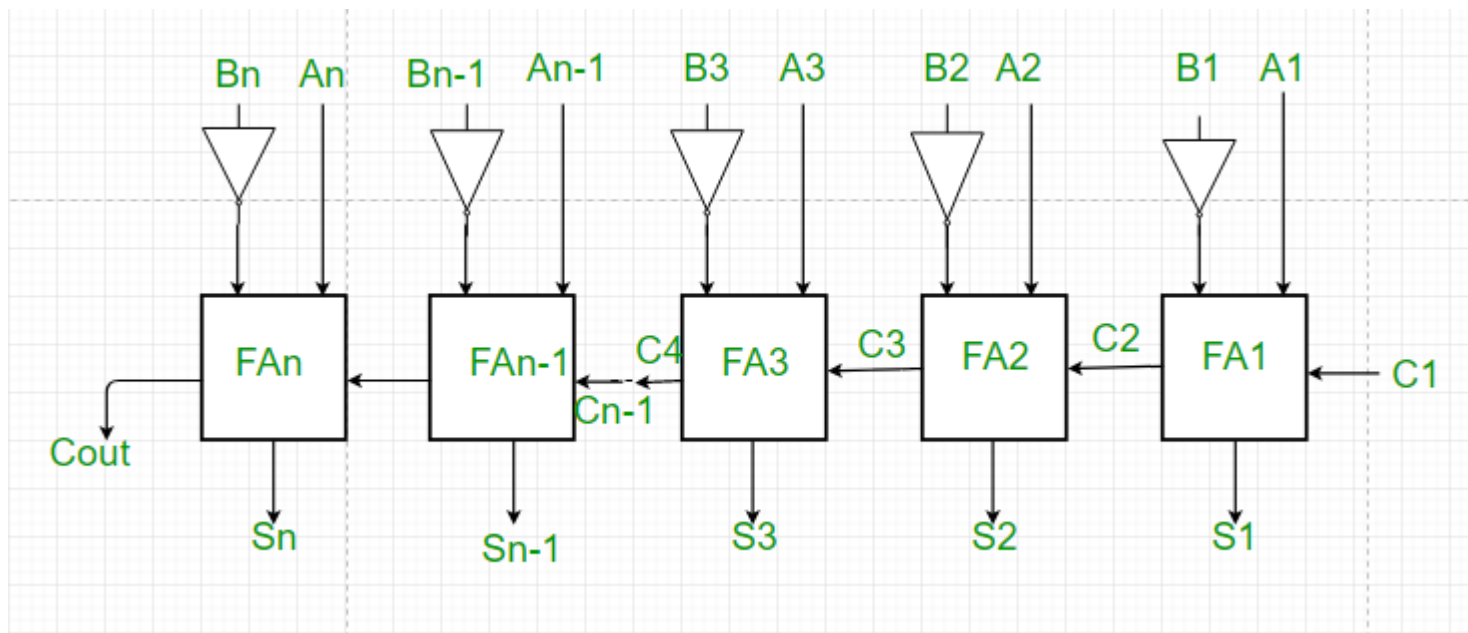 Bn An Bn-1 An-1 B3 A3 B2 A2 B1 A1
FAn FAn-1 C4 FA3 C3 FA2 C2 FA1 C1
Cn-1
Cout
Sn Sn-1 S3 S2 S1